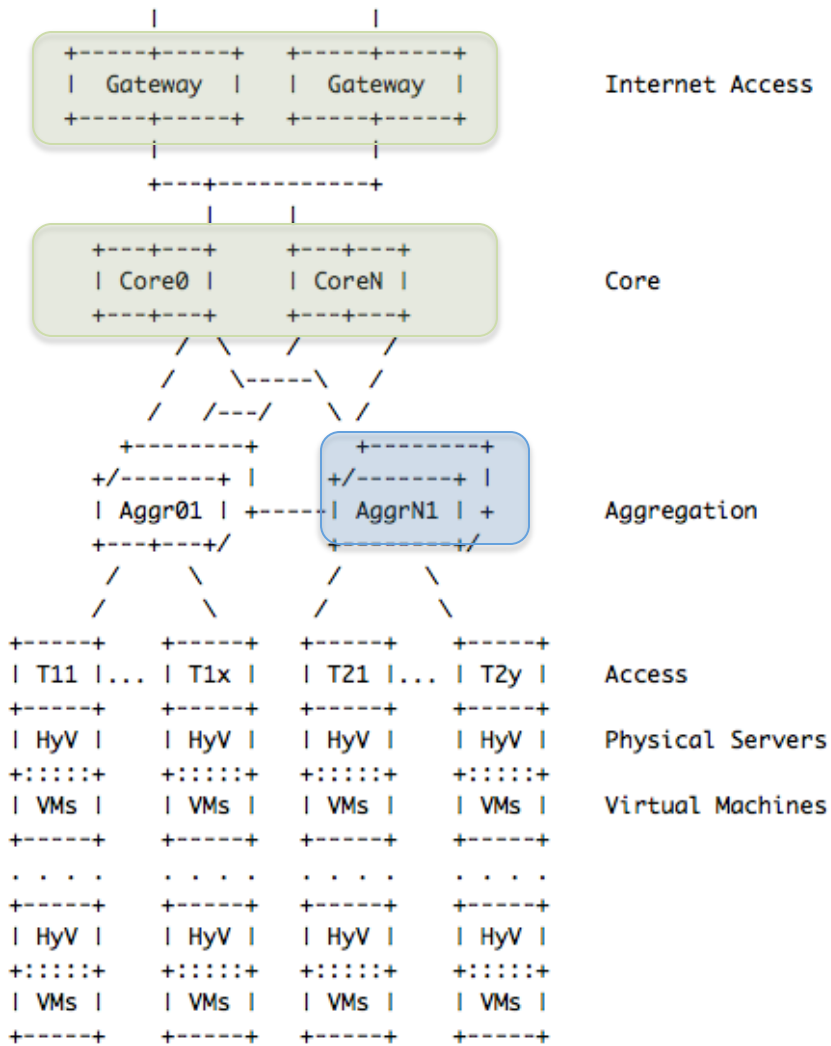 Gateway Gateway Internet Access
Core0 CoreN Core
Aggr01 AggrN1 Aggregation
T11 ... T1x T21 ... T2y Access
HyV HyV HyV HyV Physical Servers
VMs VMs VMs VMs Virtual Machines
. . . . . . . . . . . . . . . .
HyV HyV HyV HyV
VMs VMs VMs VMs